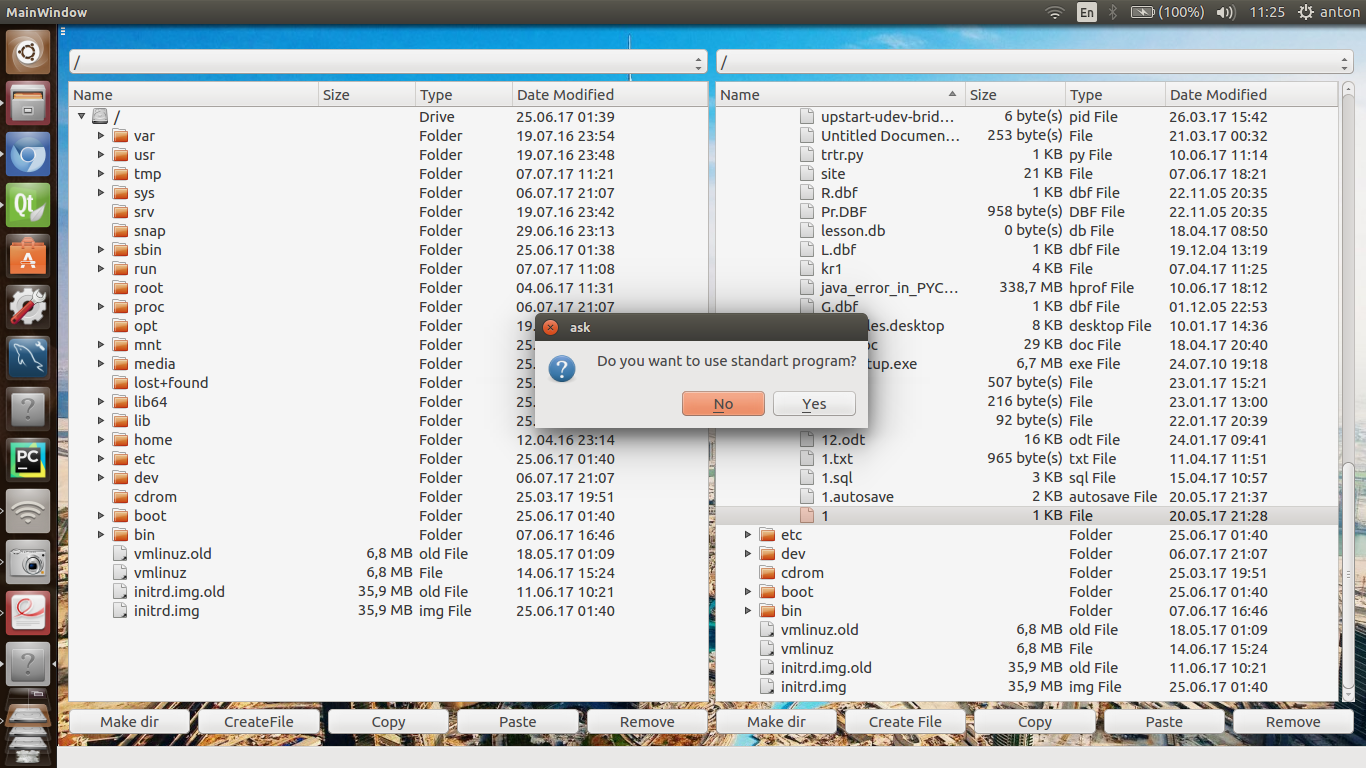 MainWindow En (100%) 11:25 anton
/ /
Name Size Type Date Modified
/ Drive 25.06.17 01:39
var Folder 19.07.16 23:54
usr Folder 19.07.16 23:48
tmp Folder 07.07.17 11:21
sys Folder 06.07.17 21:07
srv Folder 19.07.16 23:42
snap Folder 29.06.16 23:13
sbin Folder 25.06.17 01:38
run Folder 07.07.17 11:08
root Folder 04.06.17 11:31
proc Folder 06.07.17 21:07
opt Folder 19.
mnt Folder 25.
media Folder 25.
lost+found Folder 25.
lib64 Folder 25.
lib Folder 25.
home Folder 12.04.16 23:14
etc Folder 25.06.17 01:40
dev Folder 06.07.17 21:07
cdrom Folder 25.03.17 19:51
boot Folder 25.06.17 01:40
bin Folder 07.06.17 16:46
vmlinuz.old 6,8 MB old File 18.05.17 01:09
vmlinuz 6,8 MB File 14.06.17 15:24
initrd.img.old 35,9 MB old File 11.06.17 10:21
initrd.img 35,9 MB img File 25.06.17 01:40
Make dir CreateFile Copy Paste Remove
Name Size Type Date Modified
upstart-udev-brid... 6 byte(s) pid File 26.03.17 15:42
Untitled Documen... 253 byte(s) File 21.03.17 00:32
trtr.py 1 KB py File 10.06.17 11:14
site 21 KB File 07.06.17 18:21
R.dbf 1 KB dbf File 22.11.05 20:35
Pr.DBF 958 byte(s) DBF File 22.11.05 20:35
lesson.db 0 byte(s) db File 18.04.17 08:50
L.dbf 1 KB dbf File 19.12.04 13:19
kr1 4 KB File 07.04.17 11:25
java_error_in_PYC... 338,7 MB hprof File 10.06.17 18:12
G.dbf 1 KB dbf File 01.12.05 22:53
les.desktop 8 KB desktop File 10.01.17 14:36
oc 29 KB doc File 18.04.17 20:40
tup.exe 6,7 MB exe File 24.07.10 19:18
507 byte(s) File 23.01.17 15:21
216 byte(s) File 23.01.17 13:00
92 byte(s) File 22.01.17 20:39
12.odt 16 KB odt File 24.01.17 09:41
1.txt 965 byte(s) txt File 11.04.17 11:51
1.sql 3 KB sql File 15.04.17 10:57
1.autosave 2 KB autosave File 20.05.17 21:37
1 1 KB File 20.05.17 21:28
etc Folder 25.06.17 01:40
dev Folder 06.07.17 21:07
cdrom Folder 25.03.17 19:51
boot Folder 25.06.17 01:40
bin Folder 07.06.17 16:46
vmlinuz.old 6,8 MB old File 18.05.17 01:09
vmlinuz 6,8 MB File 14.06.17 15:24
initrd.img.old 35,9 MB old File 11.06.17 10:21
initrd.img 35,9 MB img File 25.06.17 01:40
Make dir Create File Copy Paste Remove
ask
Do you want to use standart program?
No Yes
Qt
PC